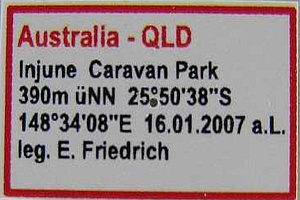 Australia - QLD
Injune Caravan Park
390m üNN 25°50'38"S
148°34'08"E 16.01.2007 a.L.
leg. E. Friedrich